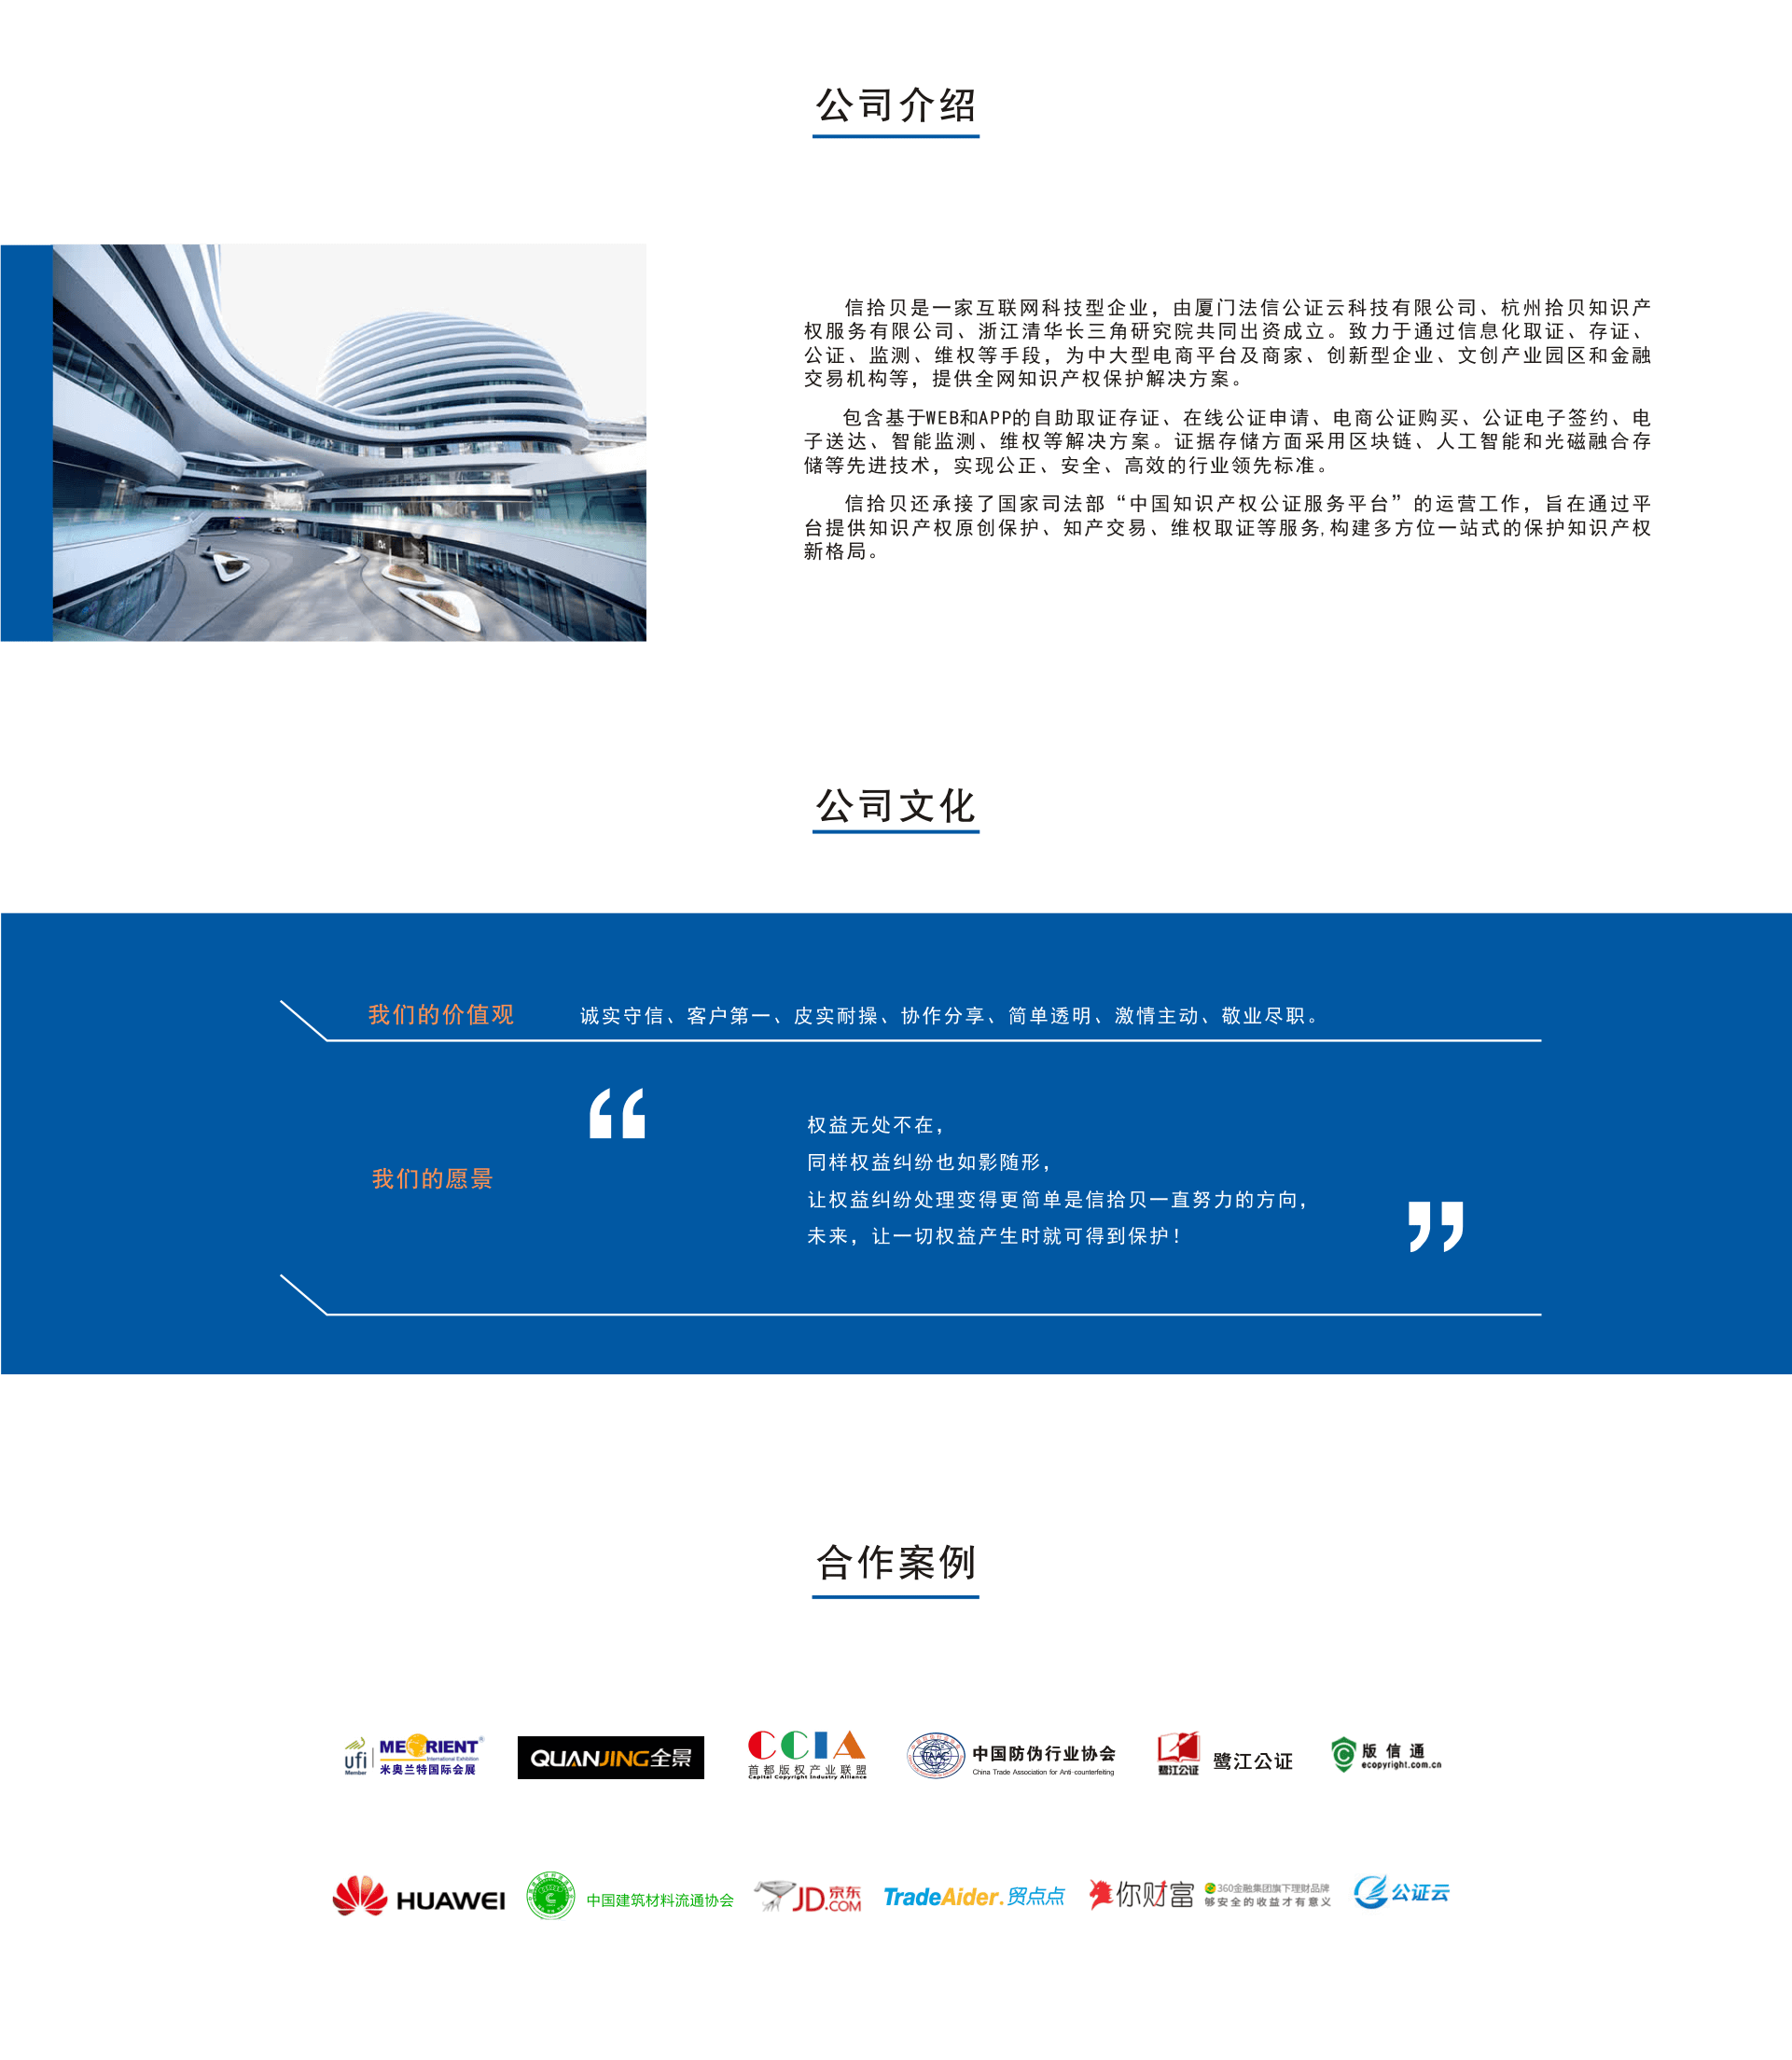 公司介绍
信拾贝是一家互联网科技型企业，由厦门法信公证云科技有限公司、杭州拾贝知识产
权服务有限公司、浙江清华长三角研究院共同出资成立。致力于通过信息化取证、存证、
公证、监测、维权等手段，为中大型电商平台及商家、创新型企业、文创产业园区和金融
交易机构等，提供全网知识产权保护解决方案。
包含基于WEB和APP的自助取证存证、在线公证申请、电商公证购买、公证电子签约、电
子送达、智能监测、维权等解决方案。证据存储方面采用区块链、人工智能和光磁融合存
储等先进技术，实现公正、安全、高效的行业领先标准。
信拾贝还承接了国家司法部“中国知识产权公证服务平台”的运营工作，旨在通过平
台提供知识产权原创保护、知产交易、维权取证等服务,构建多方位一站式的保护知识产权
新格局。
公司文化
我们的价值观 诚实守信、客户第一、皮实耐操、协作分享、简单透明、激情主动、敬业尽职。
“
权益无处不在，
同样权益纠纷也如影随形，
我们的愿景
让权益纠纷处理变得更简单是信拾贝一直努力的方向，
未来，让一切权益产生时就可得到保护！
”
合作案例
ufi Member MEORIENT® International Exhibition 米奥兰特国际会展
QUANJING全景
CCIA 首都版权产业联盟 Capital Copyright Industry Alliance
中国防伪行业协会 China Trade Association for Anti-counterfeiting
鹭江公证 鹭江公证
版信通 ecopyright.com.cn
HUAWEI
中国建筑材料流通协会
JD.COM 京东
TradeAider.贸点点
你财富 360金融集团旗下理财品牌 够安全的收益才有意义
公证云